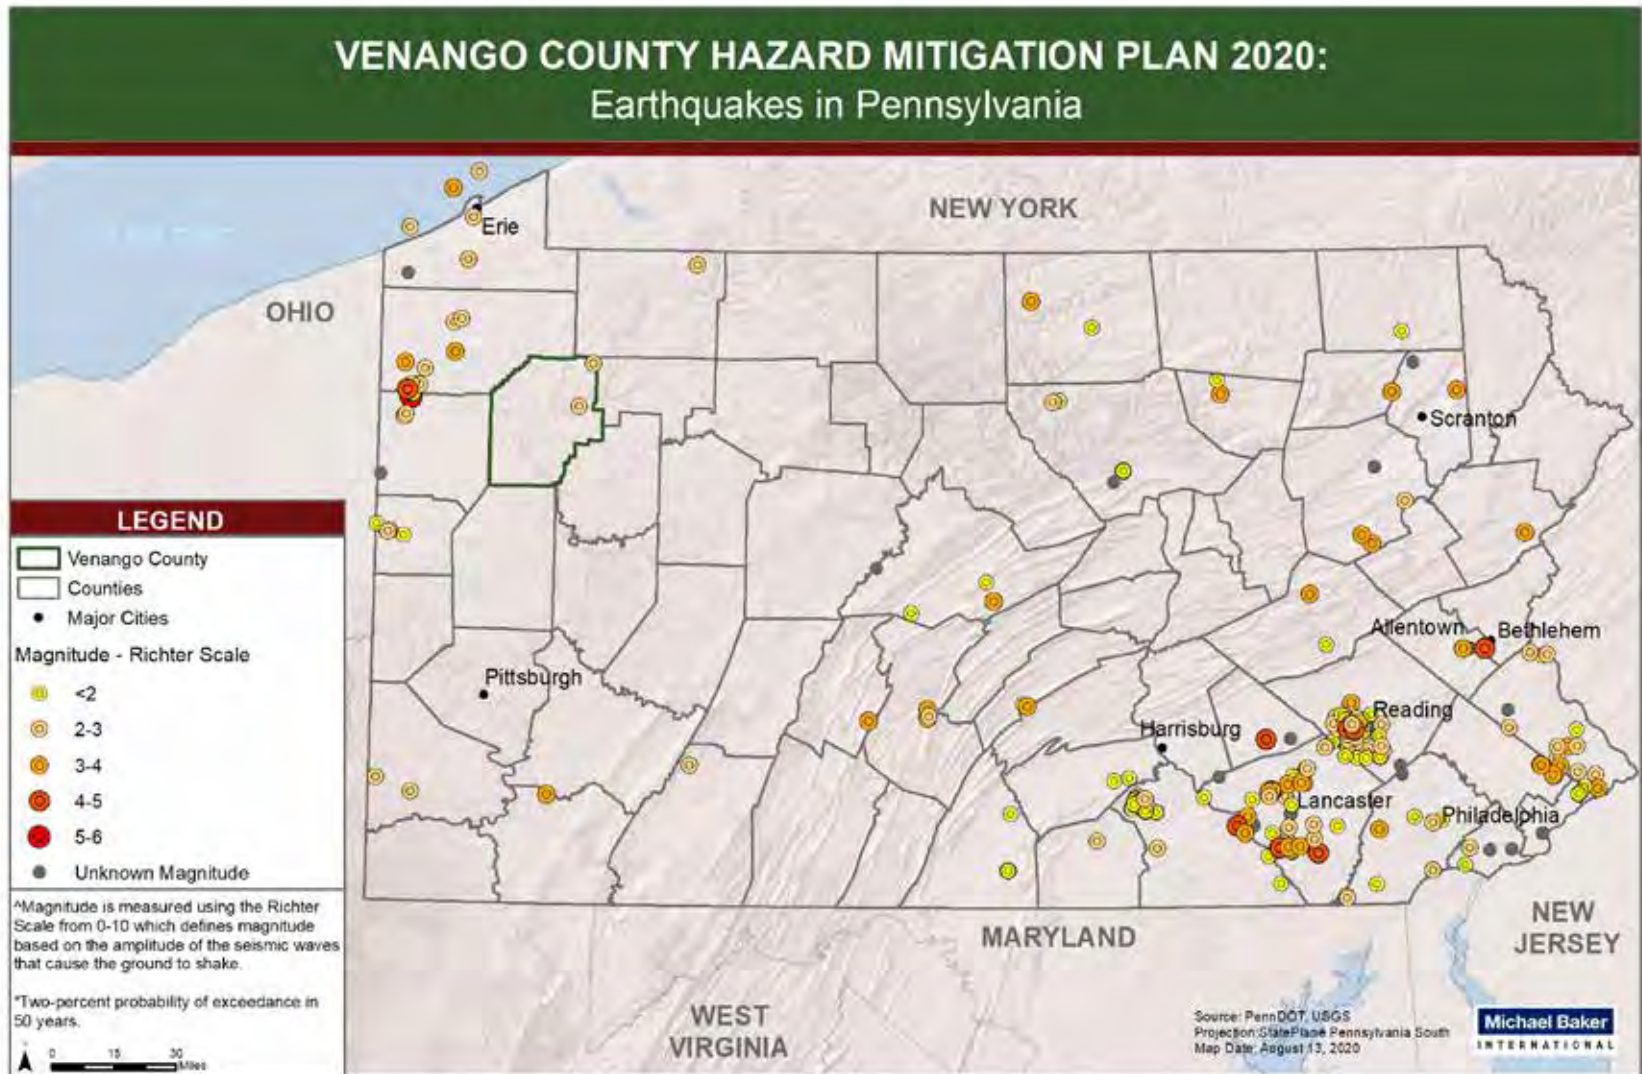 VENANGO COUNTY HAZARD MITIGATION PLAN 2020:
Earthquakes in Pennsylvania
NEW YORK
Erie
OHIO
Scranton
LEGEND
Venango County
Counties
Major Cities
Magnitude - Richter Scale
<2
2-3
3-4
4-5
5-6
Unknown Magnitude
^Magnitude is measured using the Richter
Scale from 0-10 which defines magnitude
based on the amplitude of the seismic waves
that cause the ground to shake.
*Two-percent probability of exceedance in
50 years.
0 15 30
Miles
Allentown
Bethlehem
Pittsburgh
Reading
Harrisburg
Lancaster
Philadelphia
MARYLAND
NEW
JERSEY
WEST
VIRGINIA
Source: PennDOT, USGS
Projection:StatePlane Pennsylvania South
Map Date: August 13, 2020
Michael Baker
INTERNATIONAL